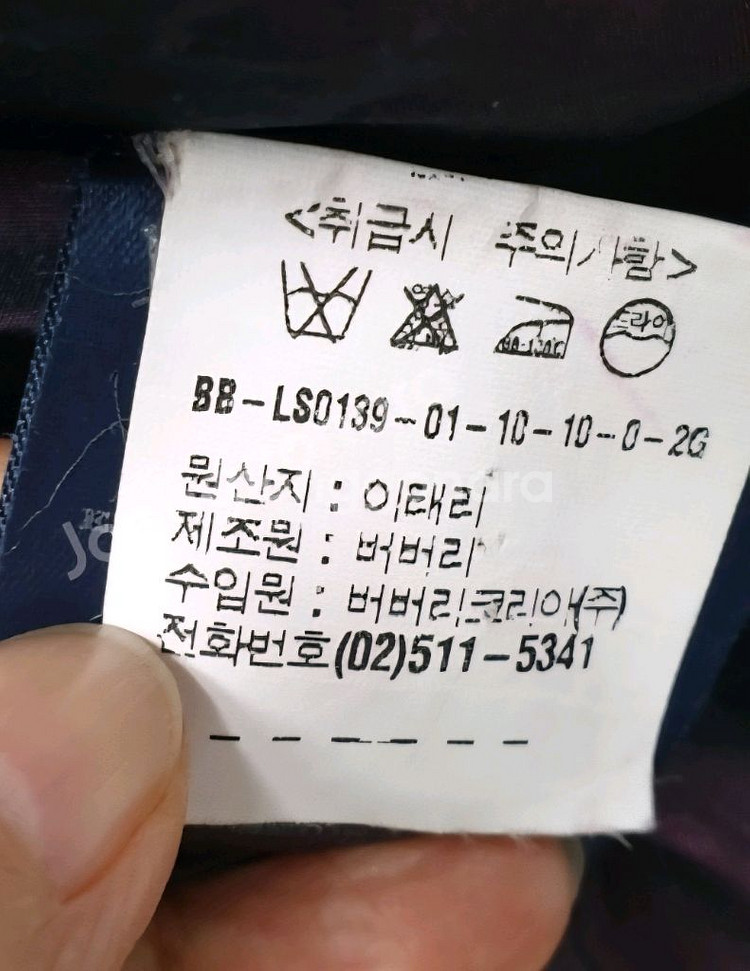 <취급시 주의사항>
드라이
BB-LS0139-01-10-10-0-2G
원산지 : 이태리
제조원 : 버버리
수입원 : 버버리코리아(주)
전화번호(02)511-5341